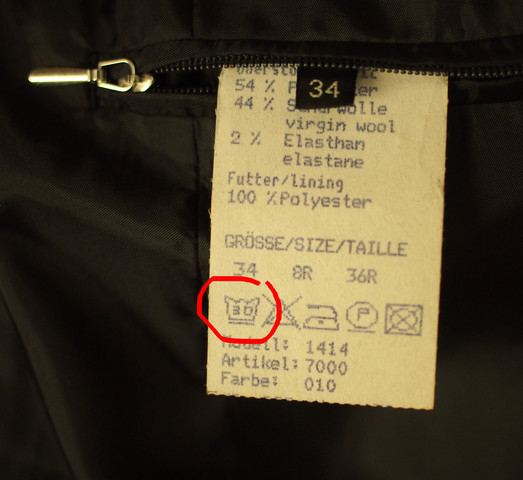 34
54 %
44 %
virgin wool
2 % Elasthan
elastane
Futter/lining
100 %Polyester
GRÖSSE/SIZE/TAILLE
34 8R 36R
30 P
Modell: 1414
Artikel: 7000
Farbe: 010